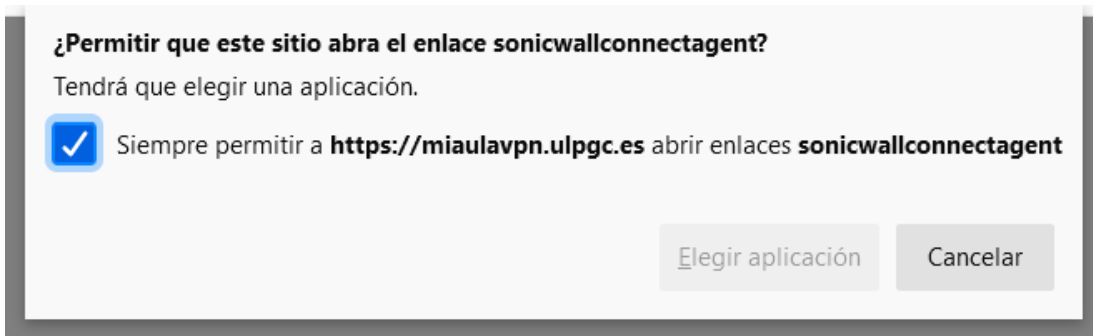 ¿Permitir que este sitio abra el enlace sonicwallconnectagent?
Tendrá que elegir una aplicación.
Siempre permitir a https://miaulavpn.ulpgc.es abrir enlaces sonicwallconnectagent
Elegir aplicación
Cancelar